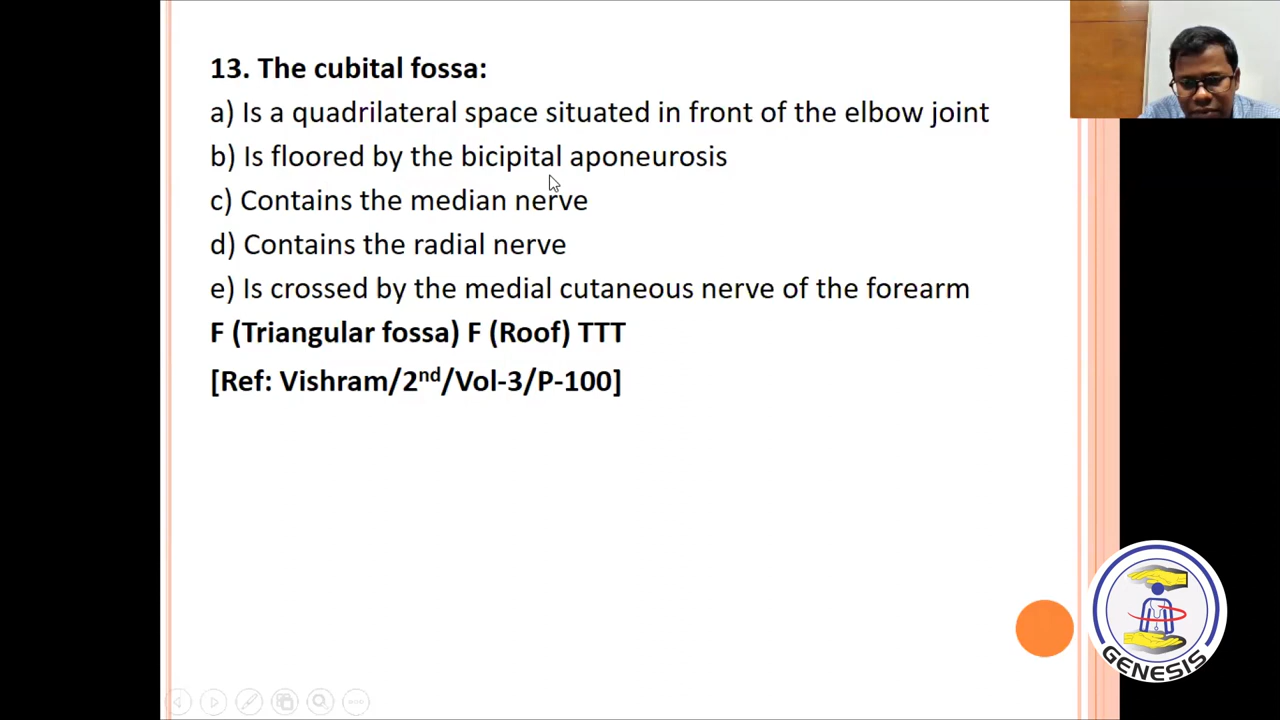 13. The cubital fossa:
a) Is a quadrilateral space situated in front of the elbow joint
b) Is floored by the bicipital aponeurosis
c) Contains the median nerve
d) Contains the radial nerve
e) Is crossed by the medial cutaneous nerve of the forearm
F (Triangular fossa) F (Roof) TTT
[Ref: Vishram/2nd/Vol-3/P-100]
GENESIS